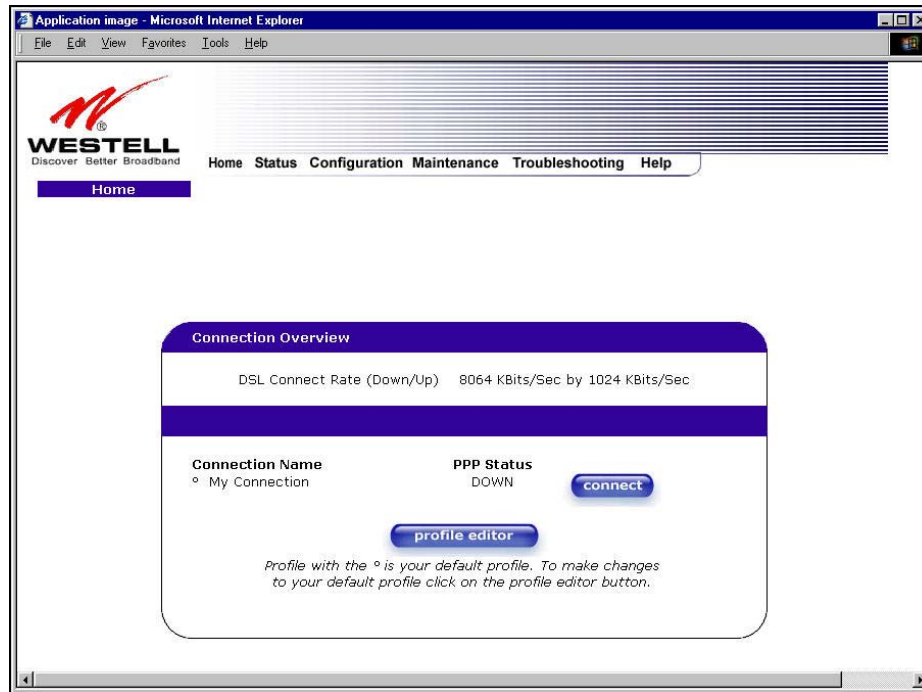 Application image - Microsoft Internet Explorer
File Edit View Favorites Tools Help
WESTELL
®
Discover Better Broadband
Home Status Configuration Maintenance Troubleshooting Help
Home
Connection Overview
DSL Connect Rate (Down/Up) 8064 KBits/Sec by 1024 KBits/Sec
Connection Name PPP Status
º My Connection DOWN connect
profile editor
Profile with the º is your default profile. To make changes
to your default profile click on the profile editor button.